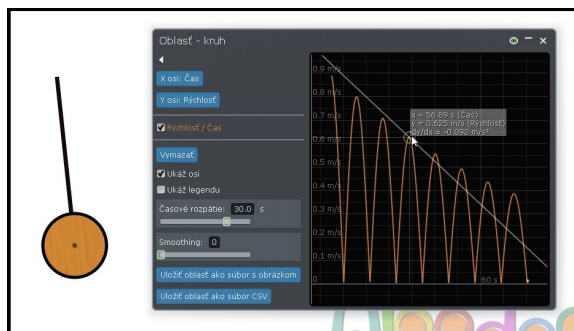 Oblasť - kruh
X osi: Čas
Y osi: Rýchlosť
Rýchlosť / Čas
Vymazať
Ukáž osi
Ukáž legendu
Časové rozpätie: 30.0 s
Smoothing: 0
Uložiť oblasť ako súbor s obrázkom
Uložiť oblasť ako súbor CSV
0.9 m/s
0.8 m/s
0.7 m/s
0.6 m/s
0.5 m/s
0.4 m/s
0.3 m/s
0.2 m/s
0.1 m/s
0
60 s
x = 56.89 s (Čas)
y = 0.625 m/s (Rýchlosť)
dy/dx = -0.092 m/s²